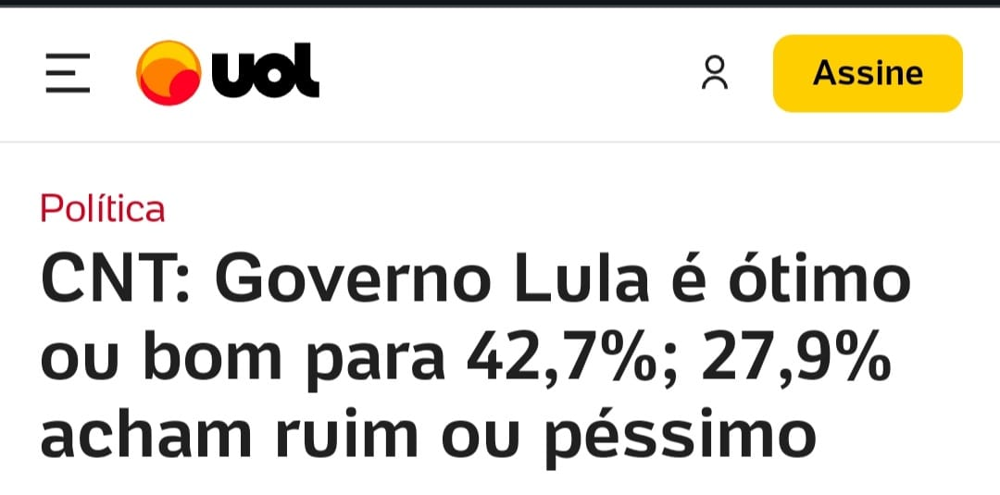 uol
Assine
Política
CNT: Governo Lula é ótimo
ou bom para 42,7%; 27,9%
acham ruim ou péssimo